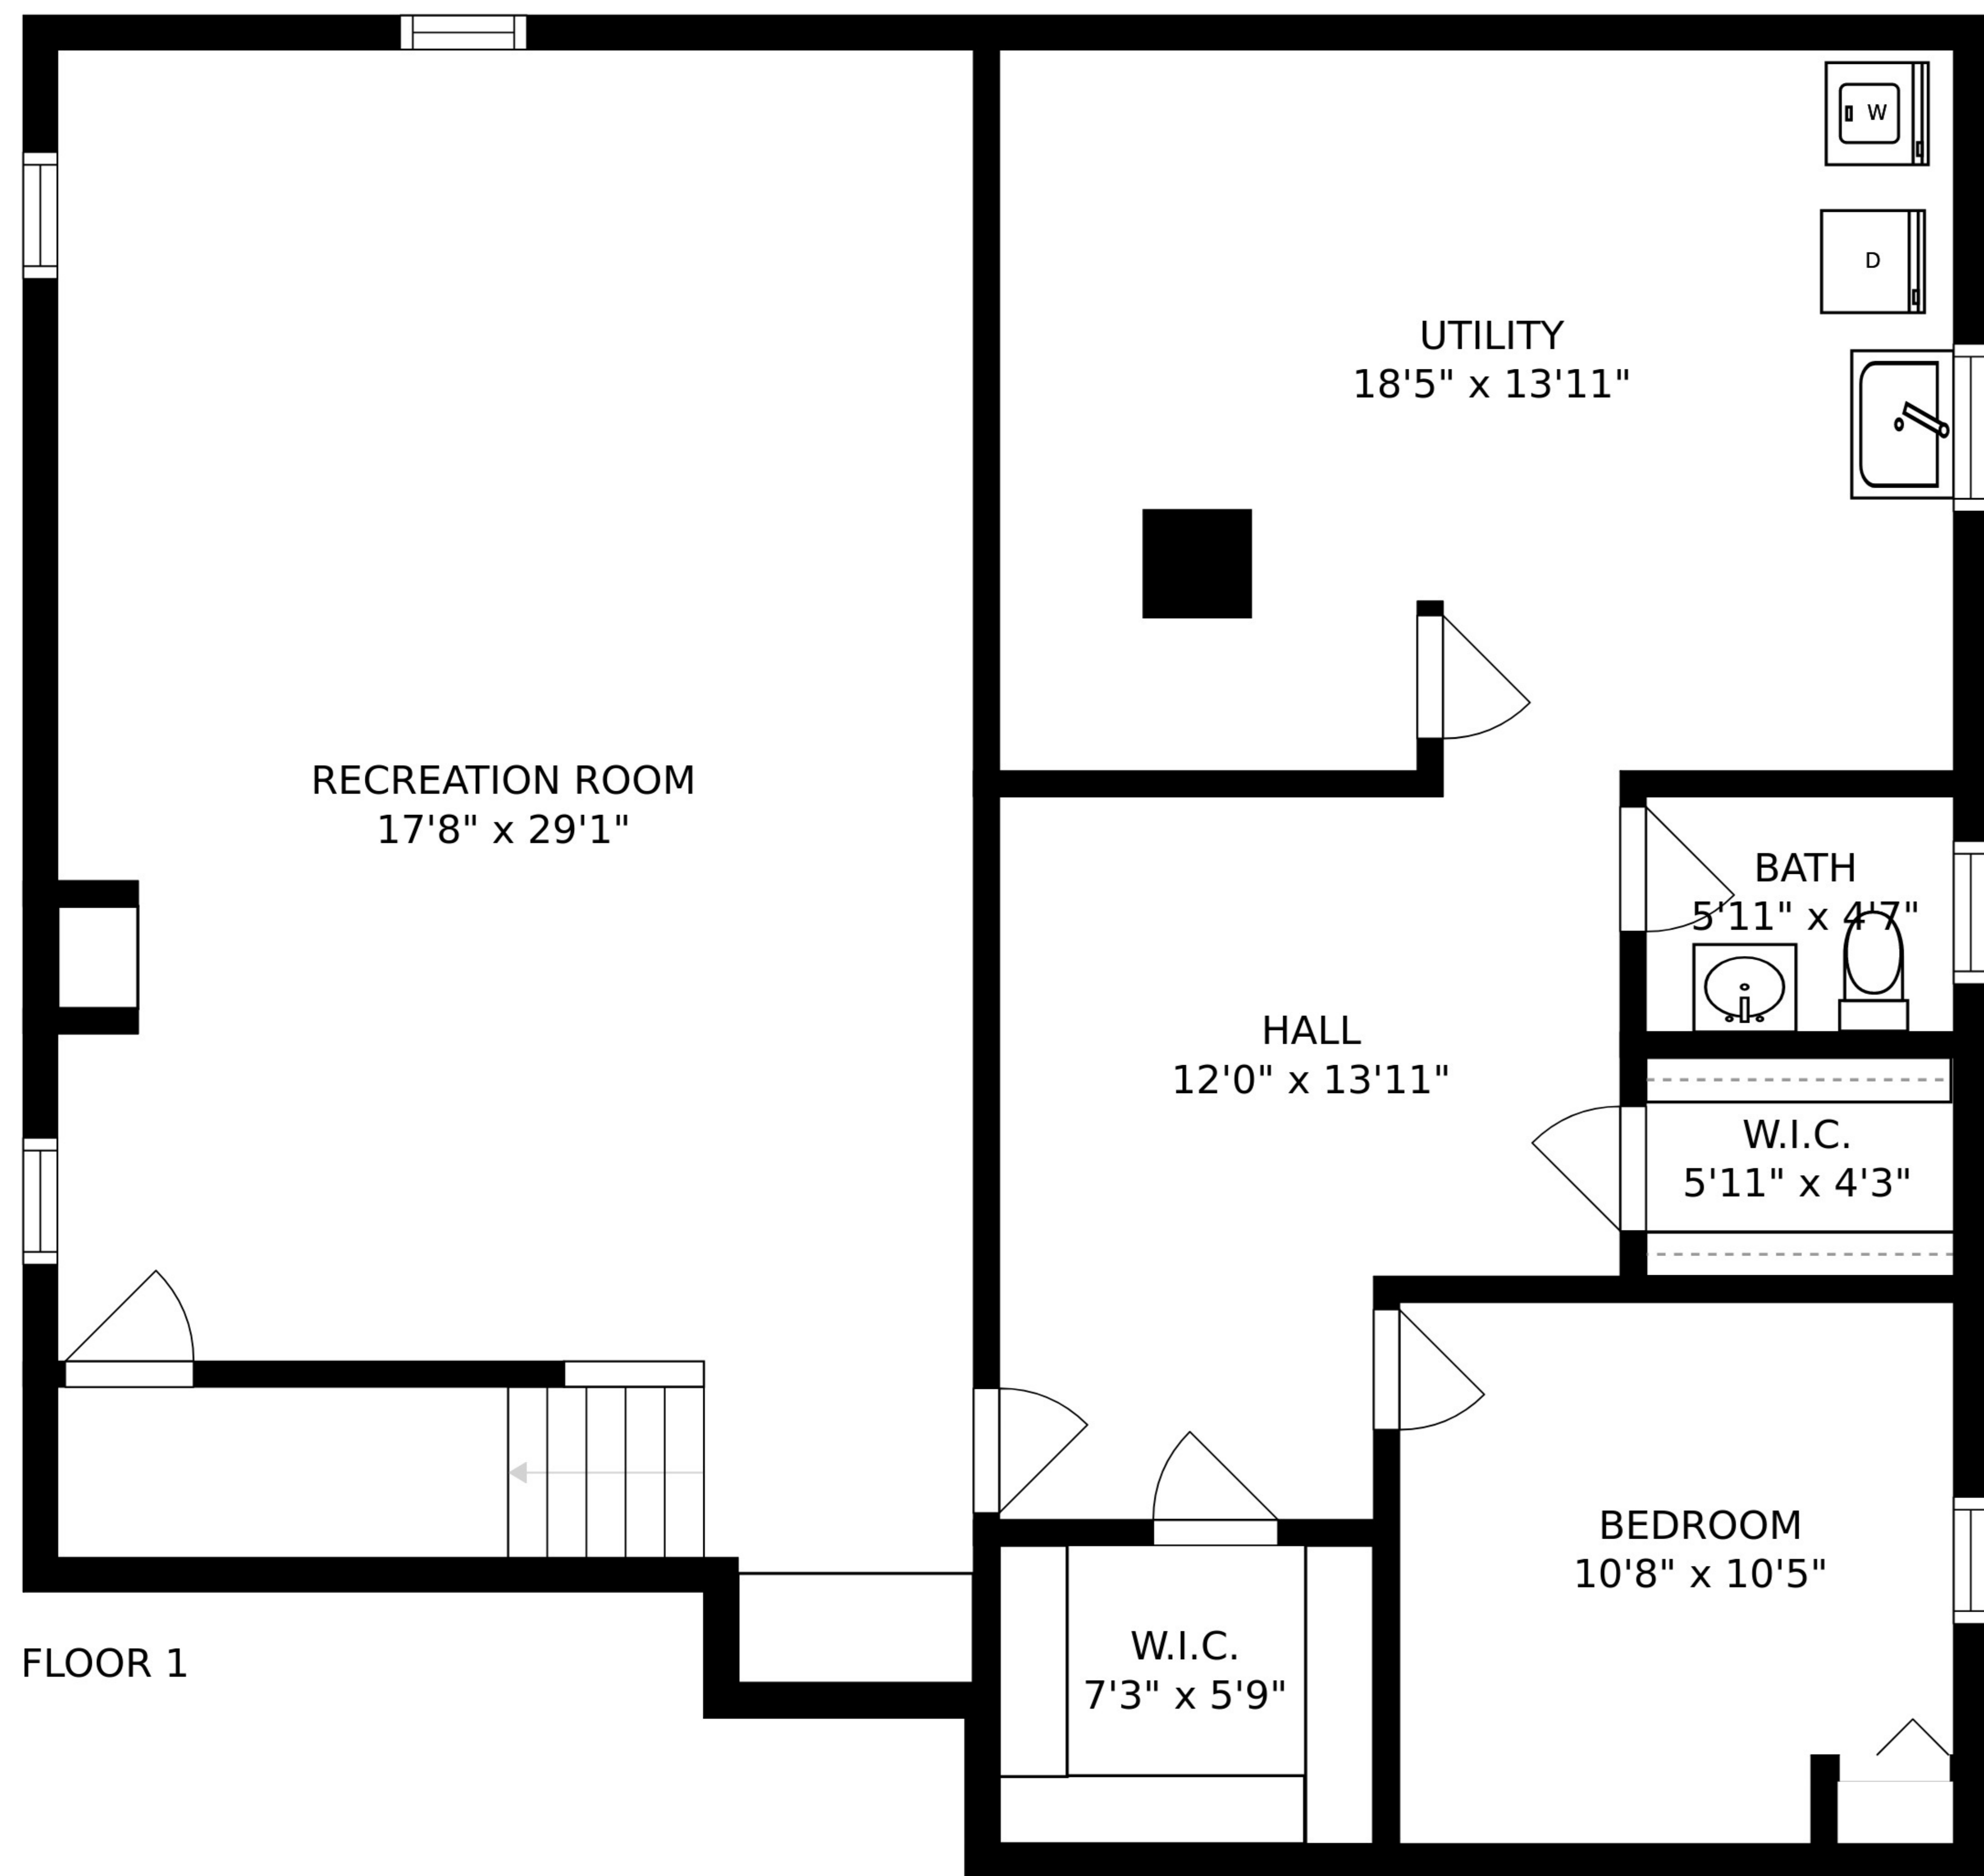 W
D
UTILITY
18'5" x 13'11"
RECREATION ROOM
17'8" x 29'1"
BATH
5'11" x 4'7"
HALL
12'0" x 13'11"
W.I.C.
5'11" x 4'3"
BEDROOM
10'8" x 10'5"
W.I.C.
7'3" x 5'9"
FLOOR 1